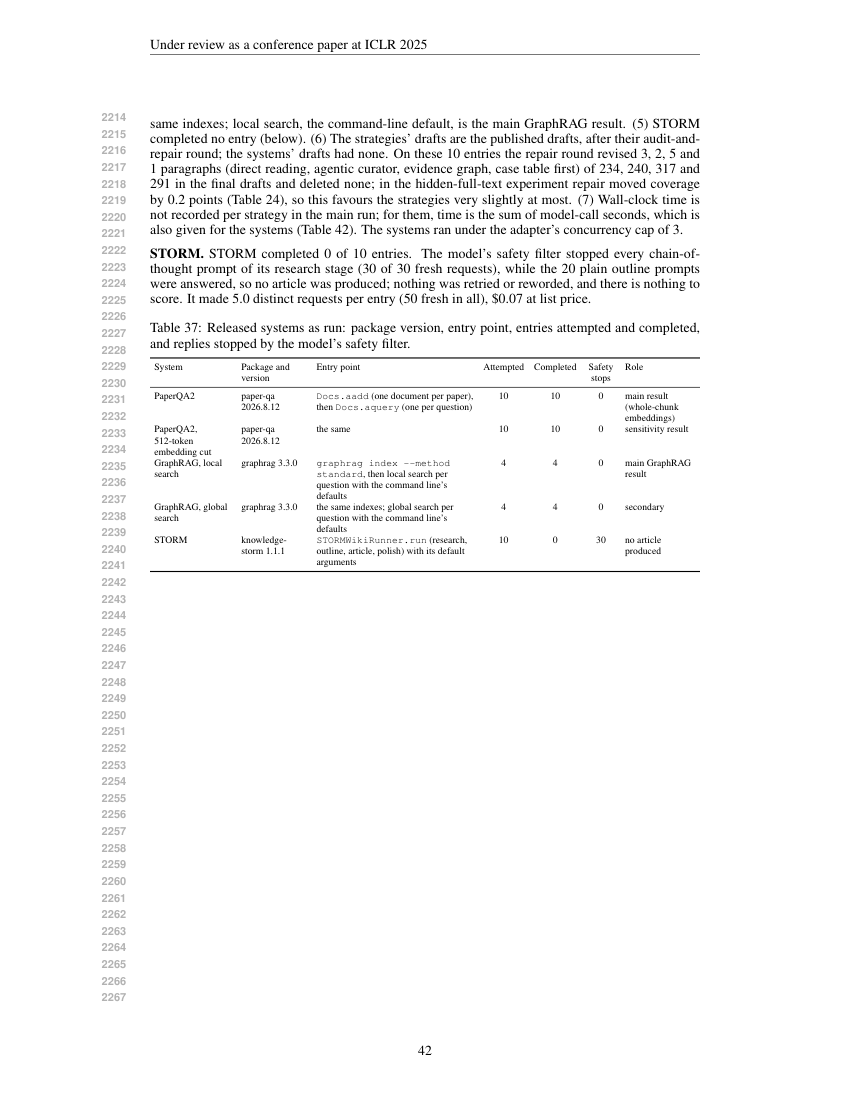 Under review as a conference paper at ICLR 2025
2214
2215
2216
2217
2218
2219
2220
2221
2222
2223
2224
2225
2226
2227
2228
2229
2230
2231
2232
2233
2234
2235
2236
2237
2238
2239
2240
2241
2242
2243
2244
2245
2246
2247
2248
2249
2250
2251
2252
2253
2254
2255
2256
2257
2258
2259
2260
2261
2262
2263
2264
2265
2266
2267
same indexes; local search, the command-line default, is the main GraphRAG result. (5) STORM
completed no entry (below). (6) The strategies' drafts are the published drafts, after their audit-and-
repair round; the systems' drafts had none. On these 10 entries the repair round revised 3, 2, 5 and
1 paragraphs (direct reading, agentic curator, evidence graph, case table first) of 234, 240, 317 and
291 in the final drafts and deleted none; in the hidden-full-text experiment repair moved coverage
by 0.2 points (Table 24), so this favours the strategies very slightly at most. (7) Wall-clock time is
not recorded per strategy in the main run; for them, time is the sum of model-call seconds, which is
also given for the systems (Table 42). The systems ran under the adapter's concurrency cap of 3.
STORM. STORM completed 0 of 10 entries. The model's safety filter stopped every chain-of-
thought prompt of its research stage (30 of 30 fresh requests), while the 20 plain outline prompts
were answered, so no article was produced; nothing was retried or reworded, and there is nothing to
score. It made 5.0 distinct requests per entry (50 fresh in all), $0.07 at list price.
Table 37: Released systems as run: package version, entry point, entries attempted and completed,
and replies stopped by the model's safety filter.
System Package and Entry point Attempted Completed Safety Role
version stops
PaperQA2 paper-qa Docs.aadd (one document per paper), 10 10 0 main result
2026.8.12 then Docs.aquery (one per question) (whole-chunk
embeddings)
PaperQA2, paper-qa the same 10 10 0 sensitivity result
512-token 2026.8.12
embedding cut
GraphRAG, local graphrag 3.3.0 graphrag index --method 4 4 0 main GraphRAG
search standard, then local search per result
question with the command line's
defaults
GraphRAG, global graphrag 3.3.0 the same indexes; global search per 4 4 0 secondary
search question with the command line's
defaults
STORM knowledge- STORMWikiRunner.run (research, 10 0 30 no article
storm 1.1.1 outline, article, polish) with its default produced
arguments
42